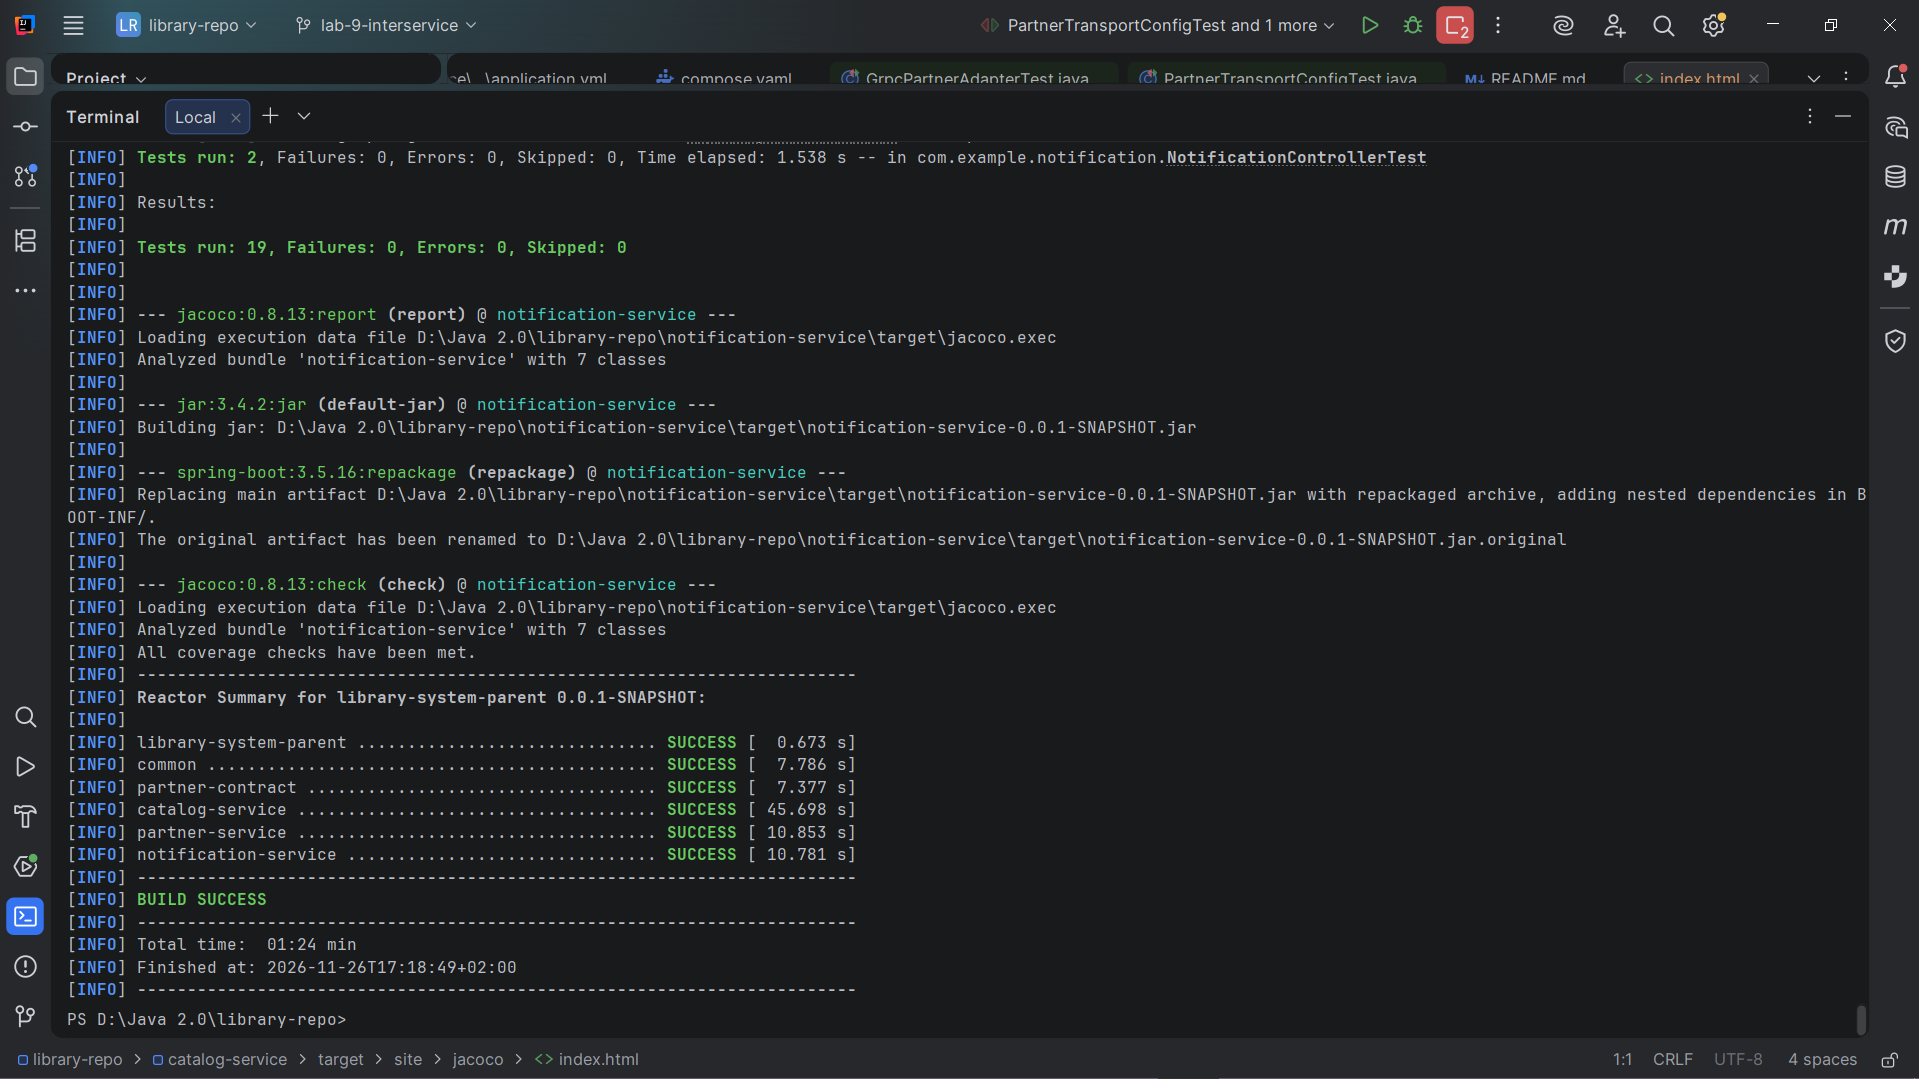 LR library-repo
lab-9-interservice
PartnerTransportConfigTest and 1 more
2
Project
\application.yml
compose.yaml
GrpcPartnerAdapterTest.java
PartnerTransportConfigTest.java
M↓ README.md
<> index.html
Terminal
Local
[INFO] Tests run: 2, Failures: 0, Errors: 0, Skipped: 0, Time elapsed: 1.538 s -- in com.example.notification.NotificationControllerTest
[INFO]
[INFO] Results:
[INFO]
[INFO] Tests run: 19, Failures: 0, Errors: 0, Skipped: 0
[INFO]
[INFO]
[INFO] --- jacoco:0.8.13:report (report) @ notification-service ---
[INFO] Loading execution data file D:\Java 2.0\library-repo\notification-service\target\jacoco.exec
[INFO] Analyzed bundle 'notification-service' with 7 classes
[INFO]
[INFO] --- jar:3.4.2:jar (default-jar) @ notification-service ---
[INFO] Building jar: D:\Java 2.0\library-repo\notification-service\target\notification-service-0.0.1-SNAPSHOT.jar
[INFO]
[INFO] --- spring-boot:3.5.16:repackage (repackage) @ notification-service ---
[INFO] Replacing main artifact D:\Java 2.0\library-repo\notification-service\target\notification-service-0.0.1-SNAPSHOT.jar with repackaged archive, adding nested dependencies in B
OOT-INF/.
[INFO] The original artifact has been renamed to D:\Java 2.0\library-repo\notification-service\target\notification-service-0.0.1-SNAPSHOT.jar.original
[INFO]
[INFO] --- jacoco:0.8.13:check (check) @ notification-service ---
[INFO] Loading execution data file D:\Java 2.0\library-repo\notification-service\target\jacoco.exec
[INFO] Analyzed bundle 'notification-service' with 7 classes
[INFO] All coverage checks have been met.
[INFO] ------------------------------------------------------------------------
[INFO] Reactor Summary for library-system-parent 0.0.1-SNAPSHOT:
[INFO]
[INFO] library-system-parent .............................. SUCCESS [  0.673 s]
[INFO] common ............................................. SUCCESS [  7.786 s]
[INFO] partner-contract ................................... SUCCESS [  7.377 s]
[INFO] catalog-service .................................... SUCCESS [ 45.698 s]
[INFO] partner-service .................................... SUCCESS [ 10.853 s]
[INFO] notification-service ............................... SUCCESS [ 10.781 s]
[INFO] ------------------------------------------------------------------------
[INFO] BUILD SUCCESS
[INFO] ------------------------------------------------------------------------
[INFO] Total time:  01:24 min
[INFO] Finished at: 2026-11-26T17:18:49+02:00
[INFO] ------------------------------------------------------------------------
PS D:\Java 2.0\library-repo>
library-repo > catalog-service > target > site > jacoco > <> index.html
1:1 CRLF UTF-8 4 spaces